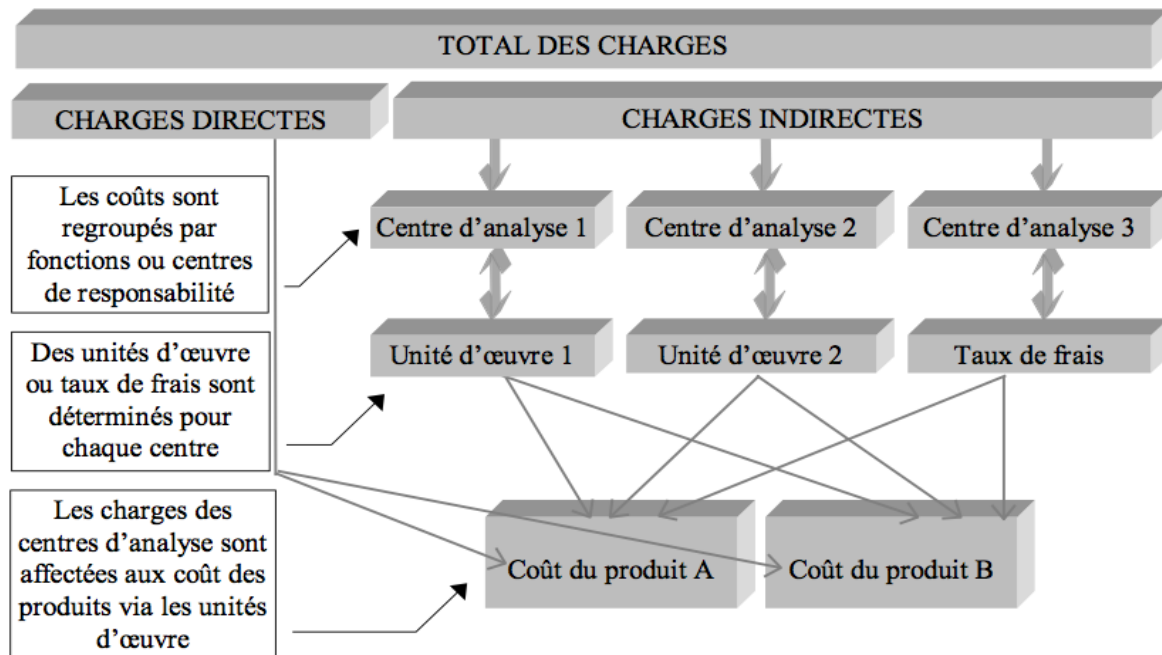 TOTAL DES CHARGES
CHARGES DIRECTES
CHARGES INDIRECTES
Les coûts sont
regroupés par
fonctions ou centres
de responsabilité
Centre d'analyse 1
Centre d'analyse 2
Centre d'analyse 3
Des unités d'œuvre
ou taux de frais sont
déterminés pour
chaque centre
Unité d'œuvre 1
Unité d'œuvre 2
Taux de frais
Les charges des
centres d'analyse sont
affectées aux coût des
produits via les unités
d'œuvre
Coût du produit A
Coût du produit B